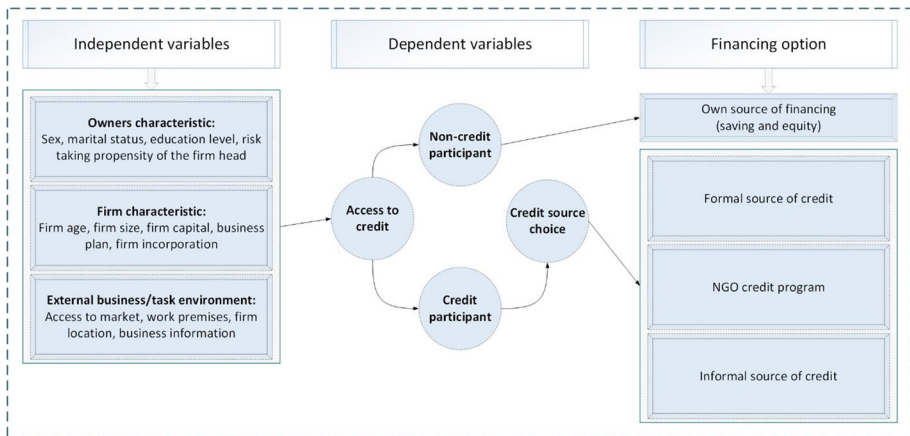 Independent variables
Dependent variables
Financing option
Owners characteristic:
Sex, marital status, education level, risk
taking propensity of the firm head
Firm characteristic:
Firm age, firm size, firm capital, business
plan, firm incorporation
External business/task environment:
Access to market, work premises, firm
location, business information
Access to
credit
Non-credit
participant
Credit
participant
Credit source
choice
Own source of financing
(saving and equity)
Formal source of credit
NGO credit program
Informal source of credit